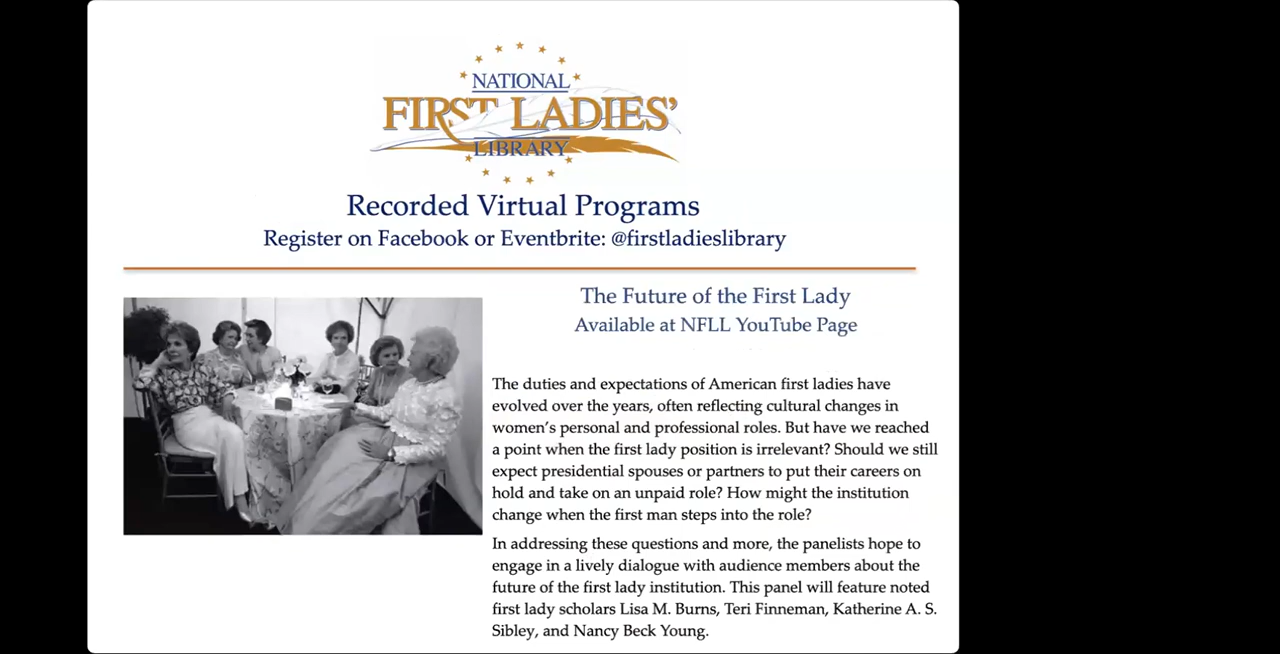 NATIONAL
FIRST LADIES’
LIBRARY
Recorded Virtual Programs
Register on Facebook or Eventbrite: @firstladieslibrary
The Future of the First Lady
Available at NFLL YouTube Page
The duties and expectations of American first ladies have
evolved over the years, often reflecting cultural changes in
women’s personal and professional roles. But have we reached
a point when the first lady position is irrelevant? Should we still
expect presidential spouses or partners to put their careers on
hold and take on an unpaid role? How might the institution
change when the first man steps into the role?
In addressing these questions and more, the panelists hope to
engage in a lively dialogue with audience members about the
future of the first lady institution. This panel will feature noted
first lady scholars Lisa M. Burns, Teri Finneman, Katherine A. S.
Sibley, and Nancy Beck Young.